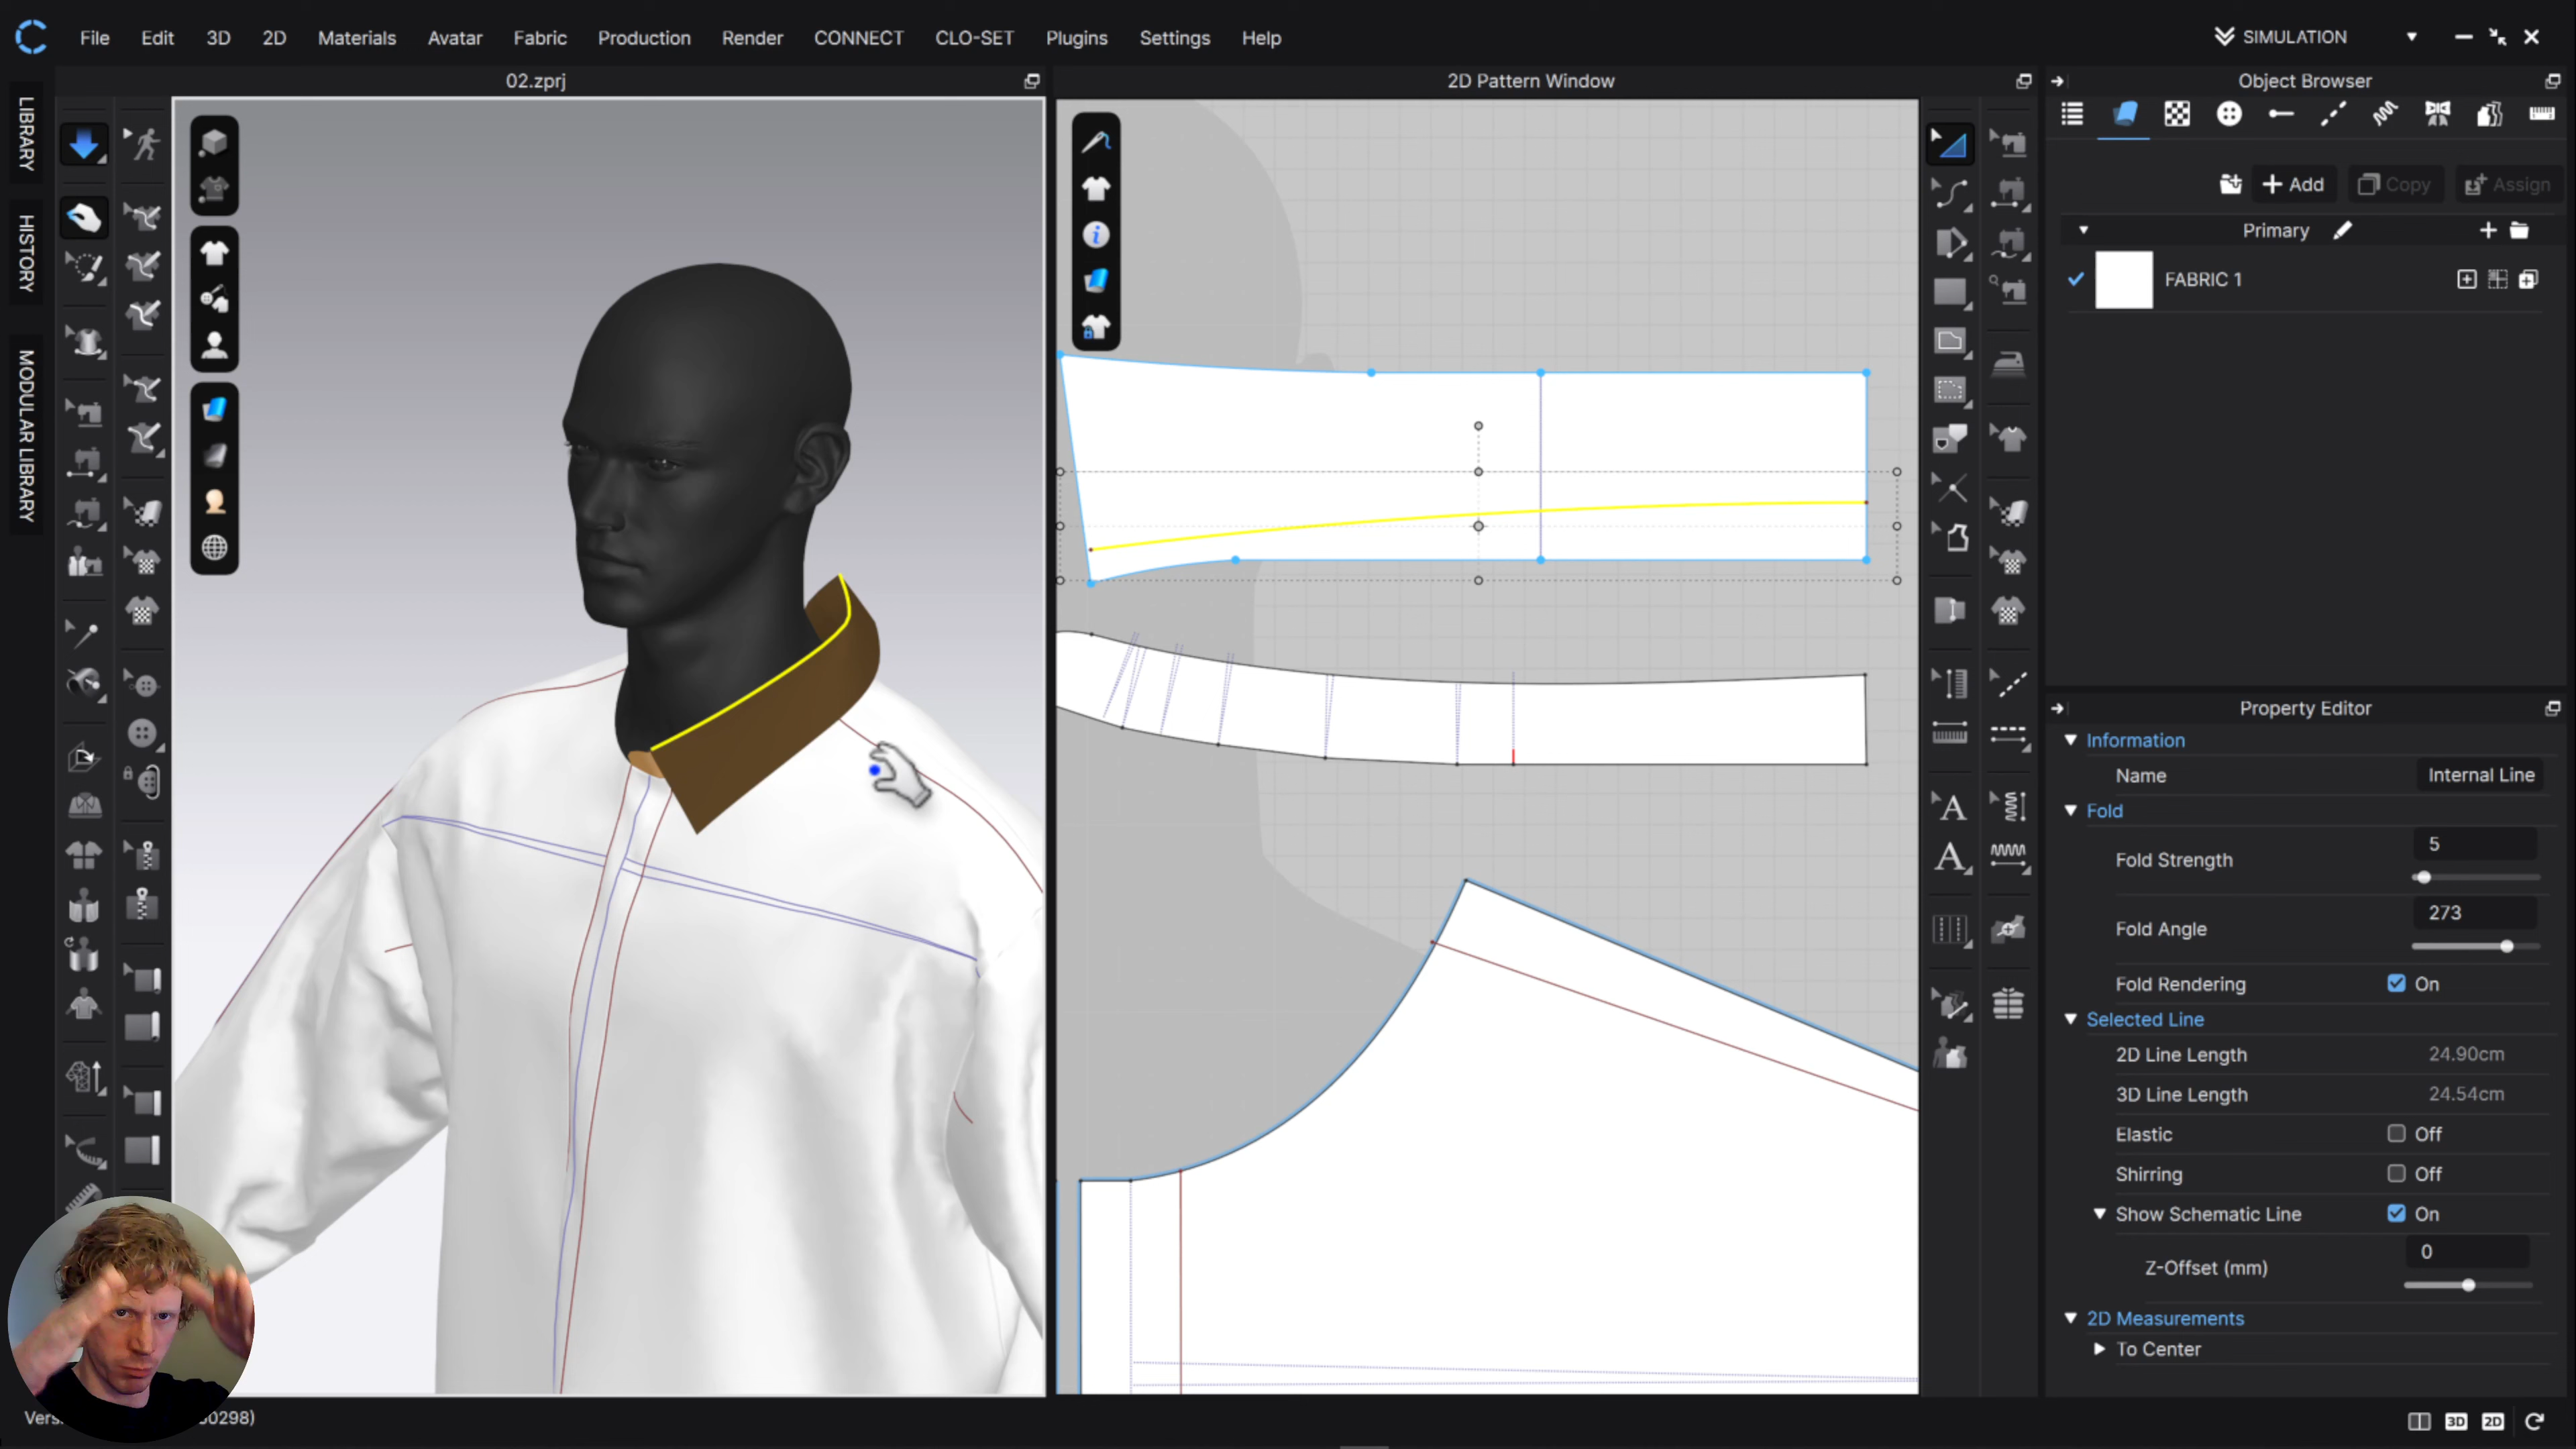 File Edit 3D 2D Materials Avatar Fabric Production Render CONNECT CLO-SET Plugins Settings Help SIMULATION
02.zprj
2D Pattern Window
Object Browser
LIBRARY
HISTORY
MODULAR LIBRARY
Add Copy Assign
Primary
FABRIC 1
Property Editor
Information
Name Internal Line
Fold
Fold Strength 5
Fold Angle 273
Fold Rendering On
Selected Line
2D Line Length 24.90cm
3D Line Length 24.54cm
Elastic Off
Shirring Off
Show Schematic Line On
Z-Offset (mm) 0
2D Measurements
To Center
3D 2D